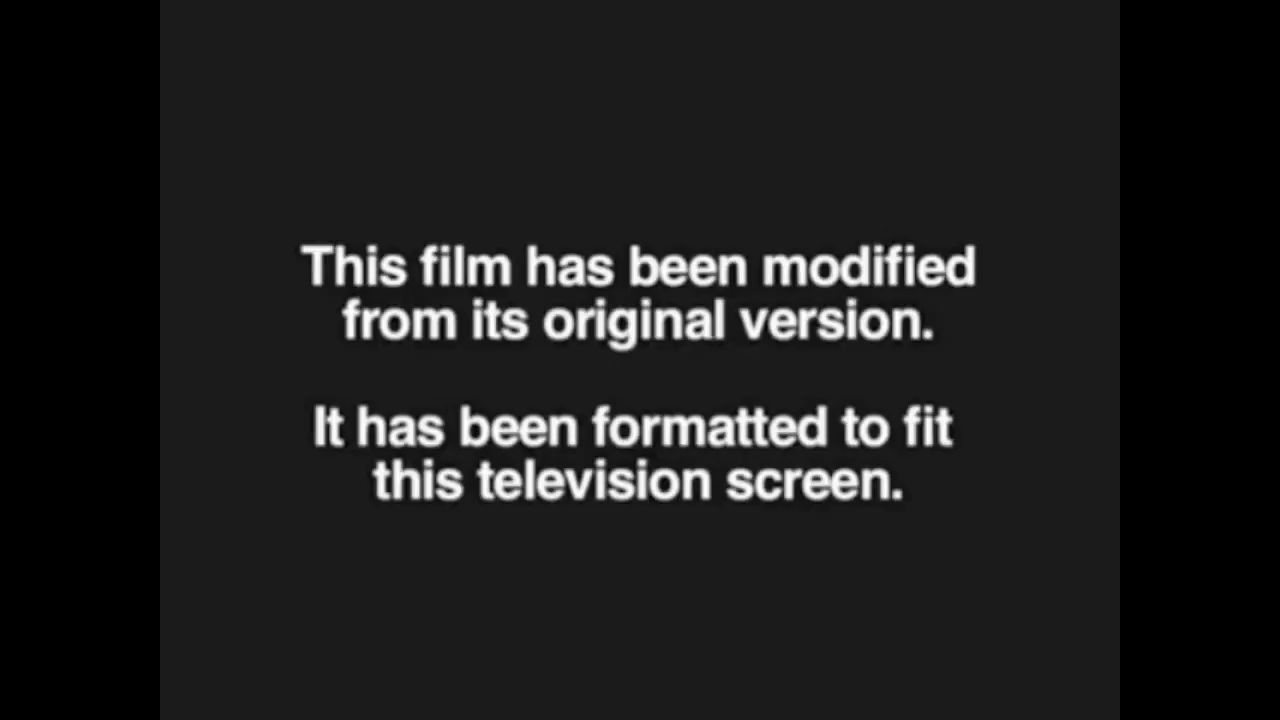 This film has been modified
from its original version.
It has been formatted to fit
this television screen.